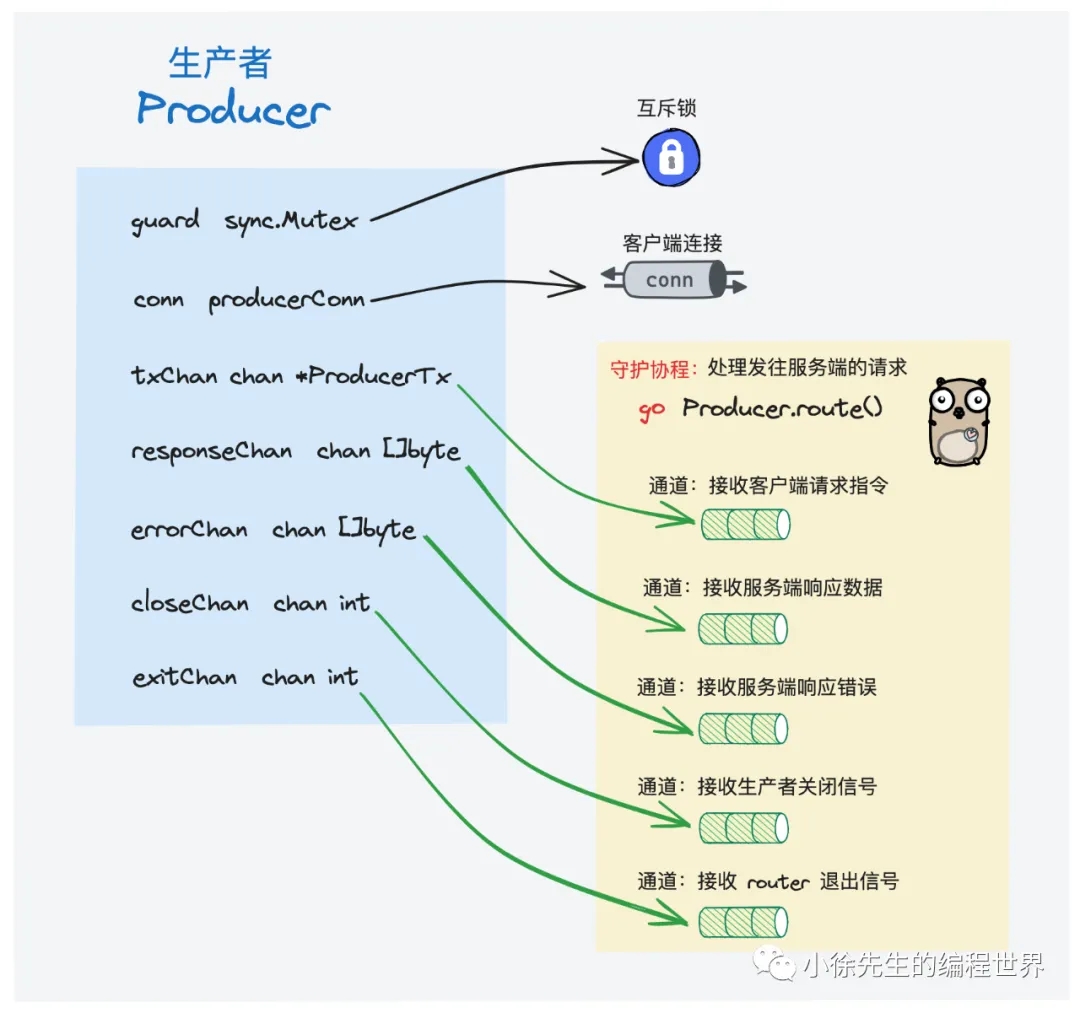 生产者
Producer
互斥锁
guard sync.Mutex
客户端连接
conn
conn producerConn
守护协程：处理发往服务端的请求
go Producer.route()
txChan chan *ProducerTx
responseChan chan []byte
通道：接收客户端请求指令
errorChan chan []byte
通道：接收服务端响应数据
closeChan chan int
exitChan chan int
通道：接收服务端响应错误
通道：接收生产者关闭信号
通道：接收 router 退出信号
小徐先生的编程世界